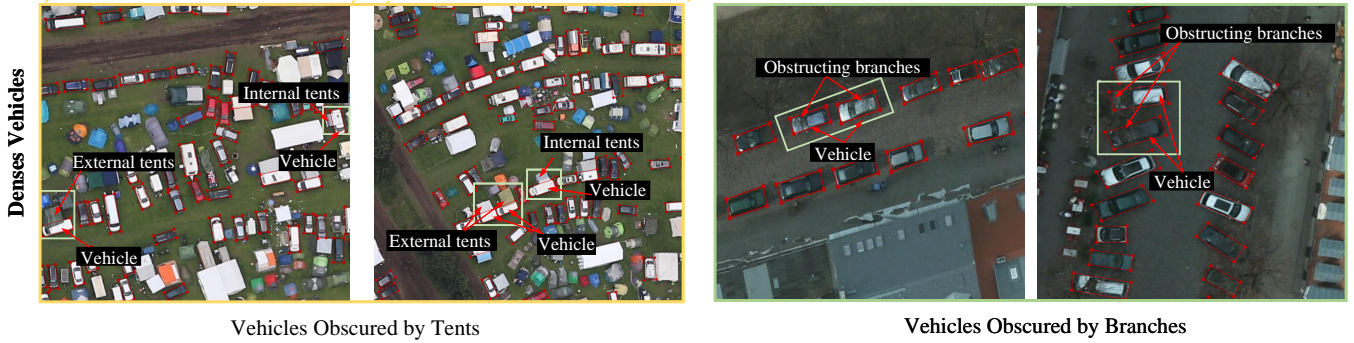 Denses Vehicles
Internal tents
External tents
Vehicle
Vehicle
Internal tents
Vehicle
External tents
Vehicle
Vehicles Obscured by Tents
Obstructing branches
Vehicle
Obstructing branches
Vehicle
Vehicles Obscured by Branches